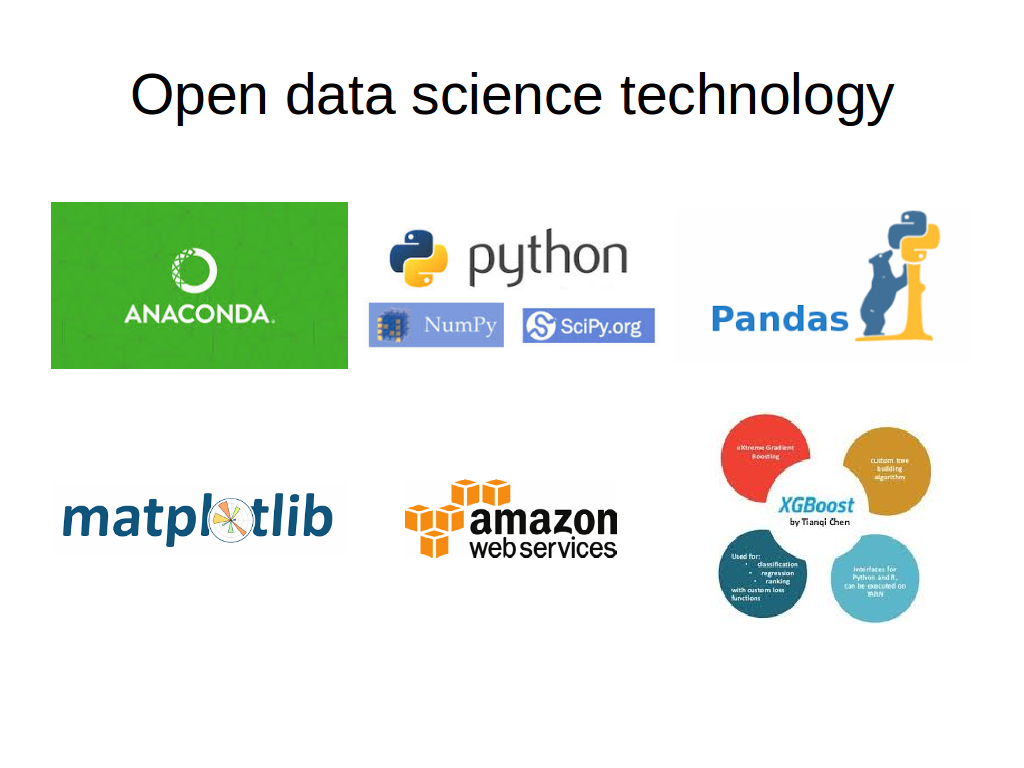 Open data science technology
ANACONDA.
python
NumPy
SciPy.org
Pandas
matplotlib
amazon
web services
eXtreme Gradient
Boosting
custom tree
building
algorithm
XGBoost
by Tianqi Chen
Used for:
• classification
• regression
• ranking
with custom loss
functions
Interfaces for
Python and R,
can be executed on
YARN